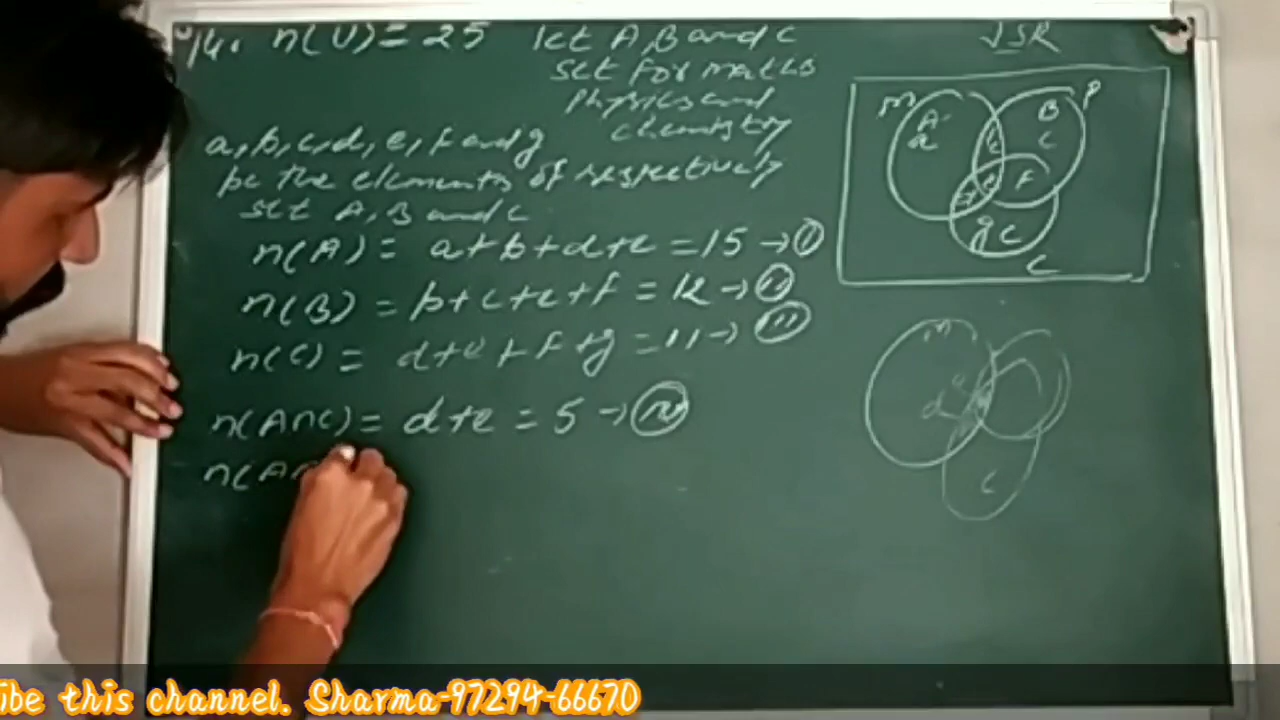 14. n(U) = 25 let A, B and C
set for maths
physics and
chemistry
a, b, c, d, e, f and g
be the elements of respectively
set A, B and C
n(A) = a+b+d+e = 15 → (i)
n(B) = b+c+e+f = 12 → (ii)
n(C) = d+e+f+g = 11 → (iii)
n(A∩C) = d+e = 5 → (iv)
n(A∩
JSR
M
P
A
B
a
b
c
d
e
f
g
C
C
M
d
e
C
be this channel. Sharma-97294-66670